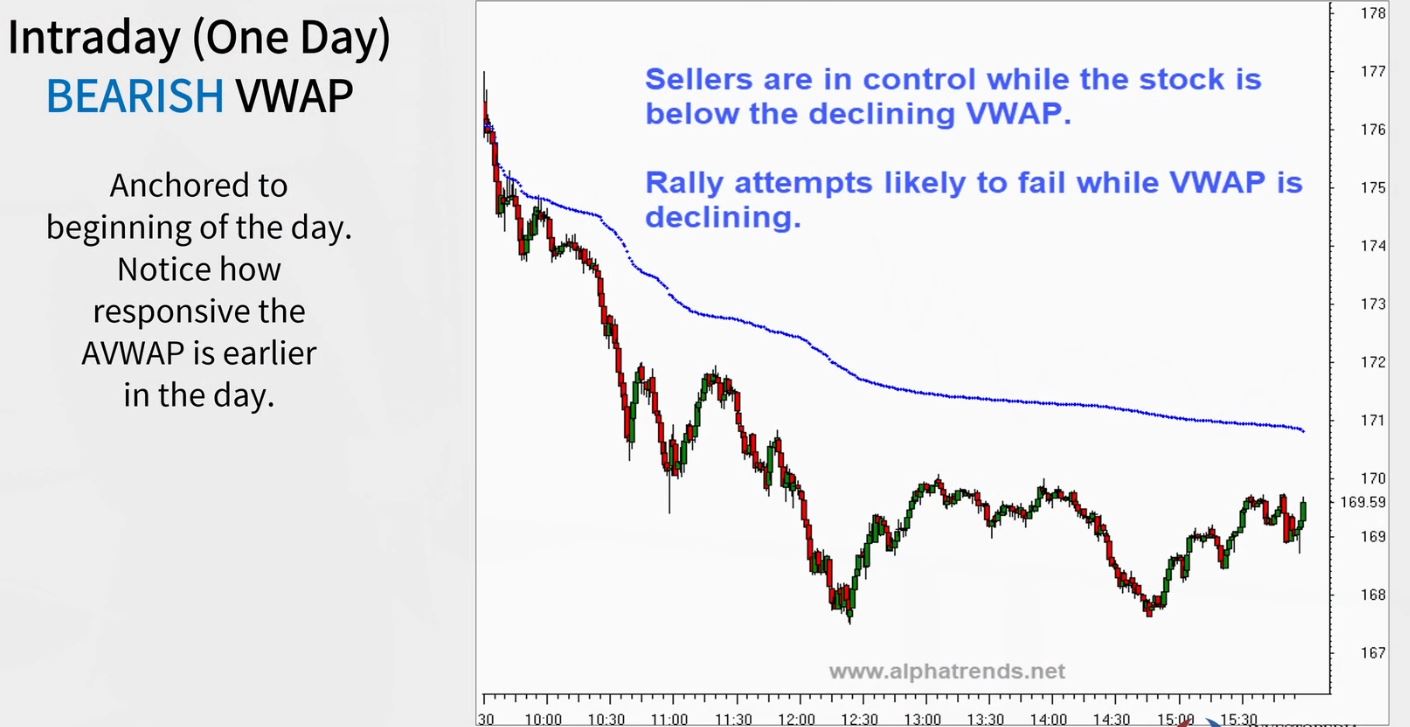 Intraday (One Day)
BEARISH VWAP
Anchored to
beginning of the day.
Notice how
responsive the
AVWAP is earlier
in the day.
Sellers are in control while the stock is
below the declining VWAP.
Rally attempts likely to fail while VWAP is
declining.
178
177
176
175
174
173
172
171
170
169.59
169
168
167
www.alphatrends.net
30 10:00 10:30 11:00 11:30 12:00 12:30 13:00 13:30 14:00 14:30 15:00 15:30